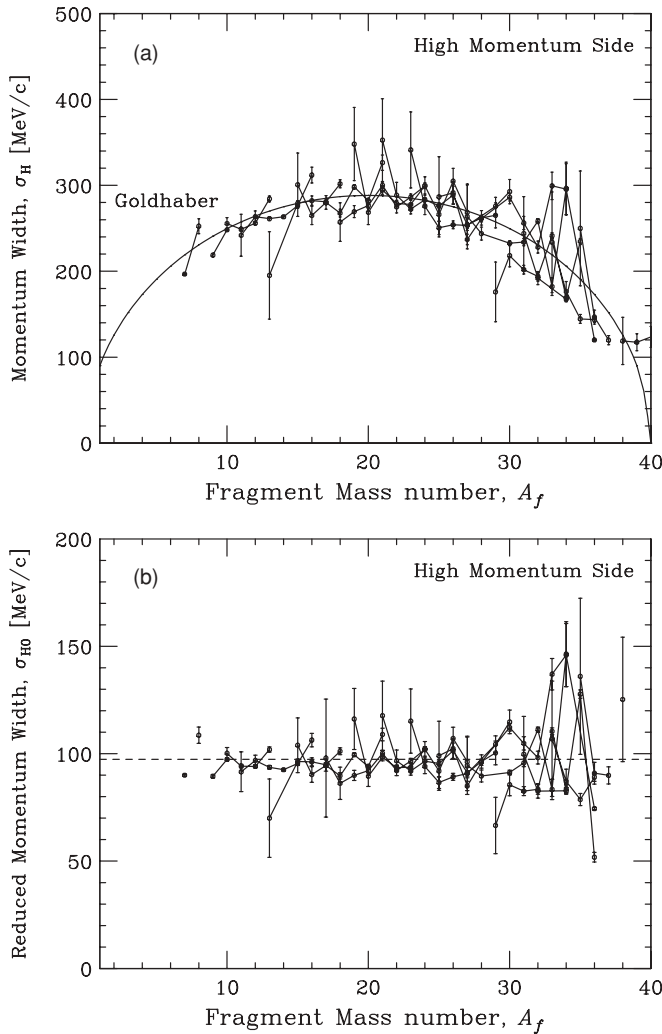 500
(a)
High Momentum Side
400
300
Goldhaber
200
100
0
Momentum Width, σH [MeV/c]
10
20
30
40
Fragment Mass number, Af
200
(b)
High Momentum Side
150
100
50
0
Reduced Momentum Width, σH0 [MeV/c]
10
20
30
40
Fragment Mass number, Af